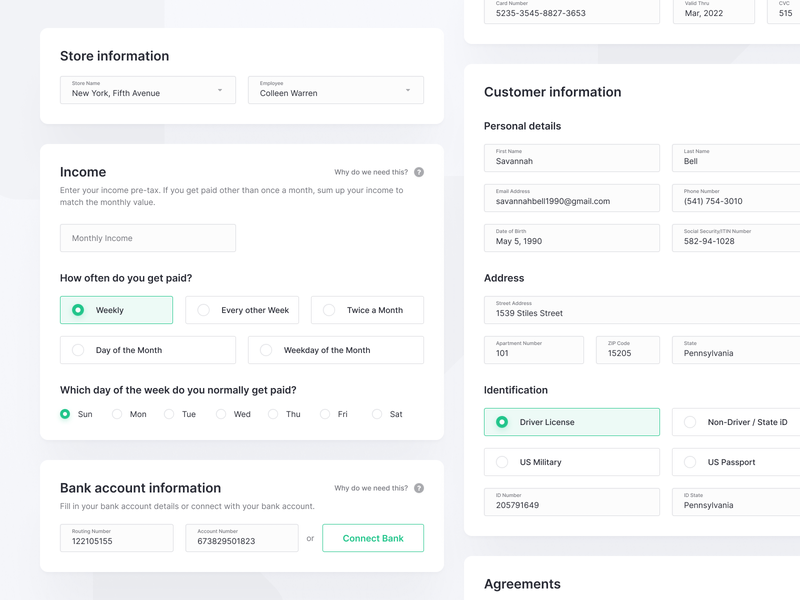 Store information
Store Name
New York, Fifth Avenue
Employee
Colleen Warren
Income
Why do we need this? ?
Enter your income pre-tax. If you get paid other than once a month, sum up your income to
match the monthly value.
Monthly Income
How often do you get paid?
Weekly
Every other Week
Twice a Month
Day of the Month
Weekday of the Month
Which day of the week do you normally get paid?
Sun
Mon
Tue
Wed
Thu
Fri
Sat
Bank account information
Why do we need this? ?
Fill in your bank account details or connect with your bank account.
Routing Number
122105155
Account Number
673829501823
or
Connect Bank
Card Number
5235-3545-8827-3653
Valid Thru
Mar, 2022
CVC
515
Customer information
Personal details
First Name
Savannah
Last Name
Bell
Email Address
savannahbell1990@gmail.com
Phone Number
(541) 754-3010
Date of Birth
May 5, 1990
Social Security/ITIN Number
582-94-1028
Address
Street Address
1539 Stiles Street
Apartment Number
101
ZIP Code
15205
State
Pennsylvania
Identification
Driver License
Non-Driver / State iD
US Military
US Passport
ID Number
205791649
ID State
Pennsylvania
Agreements